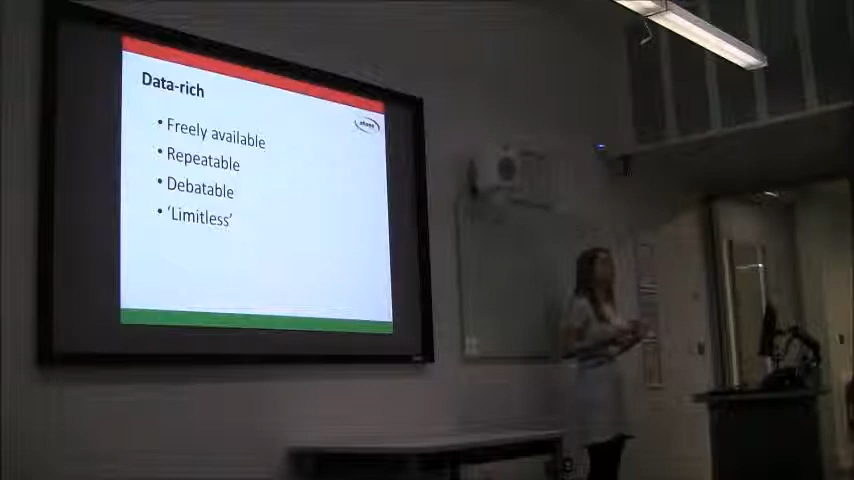 Data-rich
• Freely available
• Repeatable
• Debatable
• ‘Limitless’